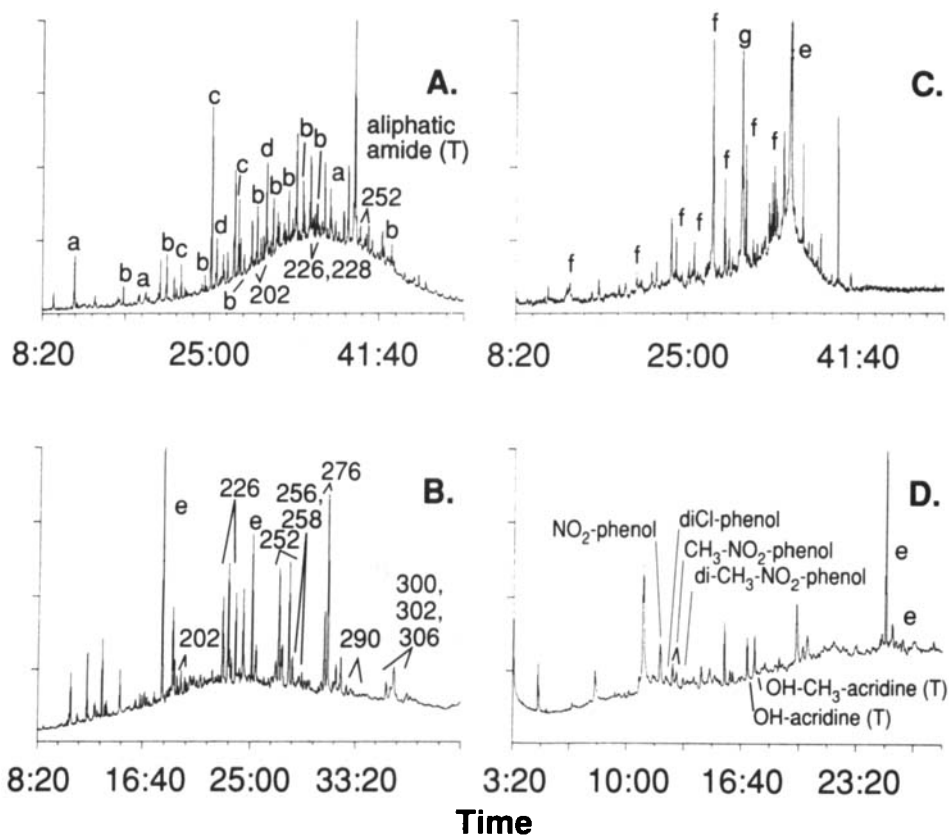 A.
c
d
b
b
aliphatic
amide (T)
c
b
b
b
a
252
a
b
c
d
b
b
a
b
b
202
226,228
8:20
25:00
41:40
C.
f
g
e
f
f
f
f
f
f
f
8:20
25:00
41:40
B.
e
226
e
256,
258
252
276
300,
302,
306
202
290
8:20
16:40
25:00
33:20
D.
NO2-phenol
diCl-phenol
CH3-NO2-phenol
di-CH3-NO2-phenol
e
e
OH-CH3-acridine (T)
OH-acridine (T)
3:20
10:00
16:40
23:20
Time